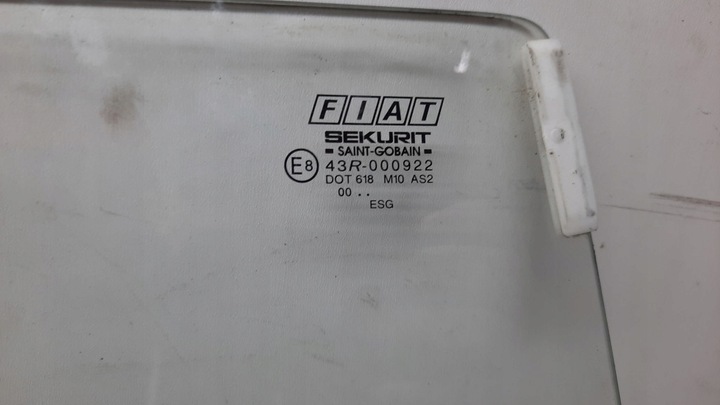 FIAT
SEKURIT
SAINT-GOBAIN
E8 43R-000922
DOT 618 M10 AS2
00 . .
ESG